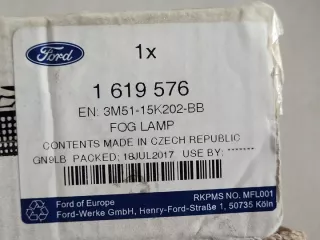 Ford
1x
1 619 576
EN: 3M51-15K202-BB
FOG LAMP
CONTENTS MADE IN CZECH REPUBLIC
GN9LB PACKED: 18JUL2017 USE BY: -------
Ford of Europe
RKPMS NO. MFL001
Ford-Werke GmbH, Henry-Ford-Straße 1, 50735 Köln